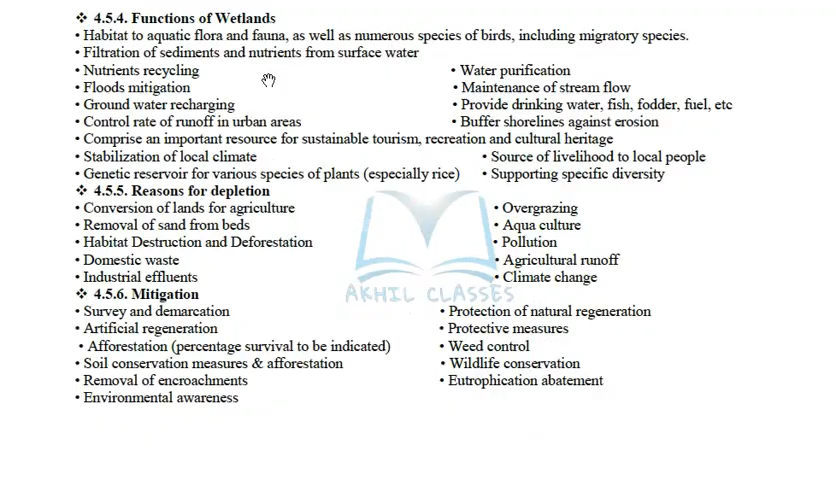 ❖ 4.5.4. Functions of Wetlands
• Habitat to aquatic flora and fauna, as well as numerous species of birds, including migratory species.
• Filtration of sediments and nutrients from surface water
• Nutrients recycling • Water purification
• Floods mitigation • Maintenance of stream flow
• Ground water recharging • Provide drinking water, fish, fodder, fuel, etc
• Control rate of runoff in urban areas • Buffer shorelines against erosion
• Comprise an important resource for sustainable tourism, recreation and cultural heritage
• Stabilization of local climate • Source of livelihood to local people
• Genetic reservoir for various species of plants (especially rice) • Supporting specific diversity
❖ 4.5.5. Reasons for depletion
• Conversion of lands for agriculture • Overgrazing
• Removal of sand from beds • Aqua culture
• Habitat Destruction and Deforestation • Pollution
• Domestic waste • Agricultural runoff
• Industrial effluents • Climate change
❖ 4.5.6. Mitigation
AKHIL CLASSES
• Survey and demarcation • Protection of natural regeneration
• Artificial regeneration • Protective measures
• Afforestation (percentage survival to be indicated) • Weed control
• Soil conservation measures & afforestation • Wildlife conservation
• Removal of encroachments • Eutrophication abatement
• Environmental awareness